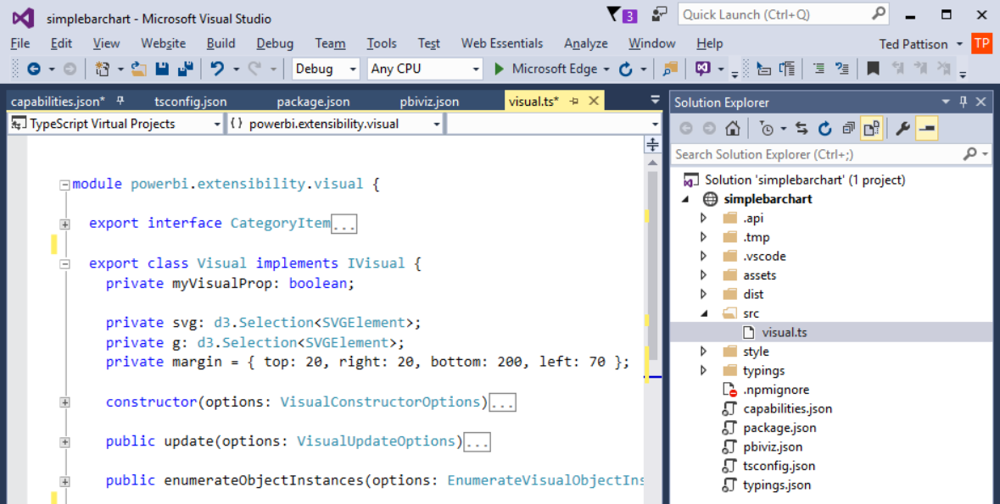 simplebarchart - Microsoft Visual Studio
3
Quick Launch (Ctrl+Q)
File Edit View Website Build Debug Team Tools Test Web Essentials Analyze Window Help
Ted Pattison
TP
Debug
Any CPU
Microsoft Edge
capabilities.json*
tsconfig.json
package.json
pbiviz.json
visual.ts*
TypeScript Virtual Projects
{} powerbi.extensibility.visual
module powerbi.extensibility.visual {
export interface CategoryItem...
export class Visual implements IVisual {
private myVisualProp: boolean;
private svg: d3.Selection<SVGElement>;
private g: d3.Selection<SVGElement>;
private margin = { top: 20, right: 20, bottom: 200, left: 70 };
constructor(options: VisualConstructorOptions)...
public update(options: VisualUpdateOptions)...
public enumerateObjectInstances(options: EnumerateVisualObjectIns
Solution Explorer
Search Solution Explorer (Ctrl+;)
Solution 'simplebarchart' (1 project)
simplebarchart
.api
.tmp
.vscode
assets
dist
src
visual.ts
style
typings
.npmignore
capabilities.json
package.json
pbiviz.json
tsconfig.json
typings.json